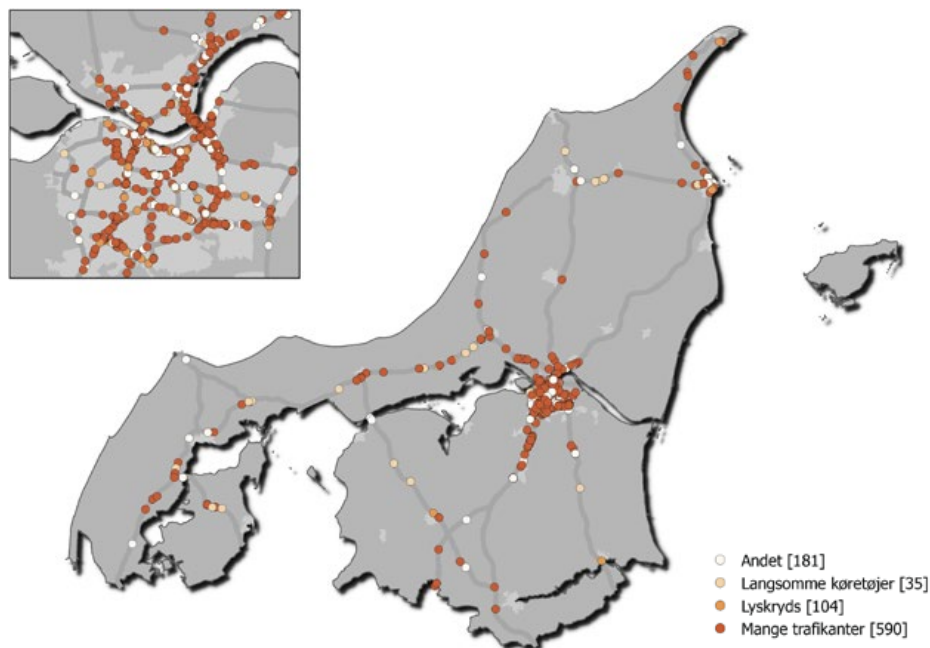 Andet [181]
Langsomme køretøjer [35]
Lyskryds [104]
Mange trafikanter [590]